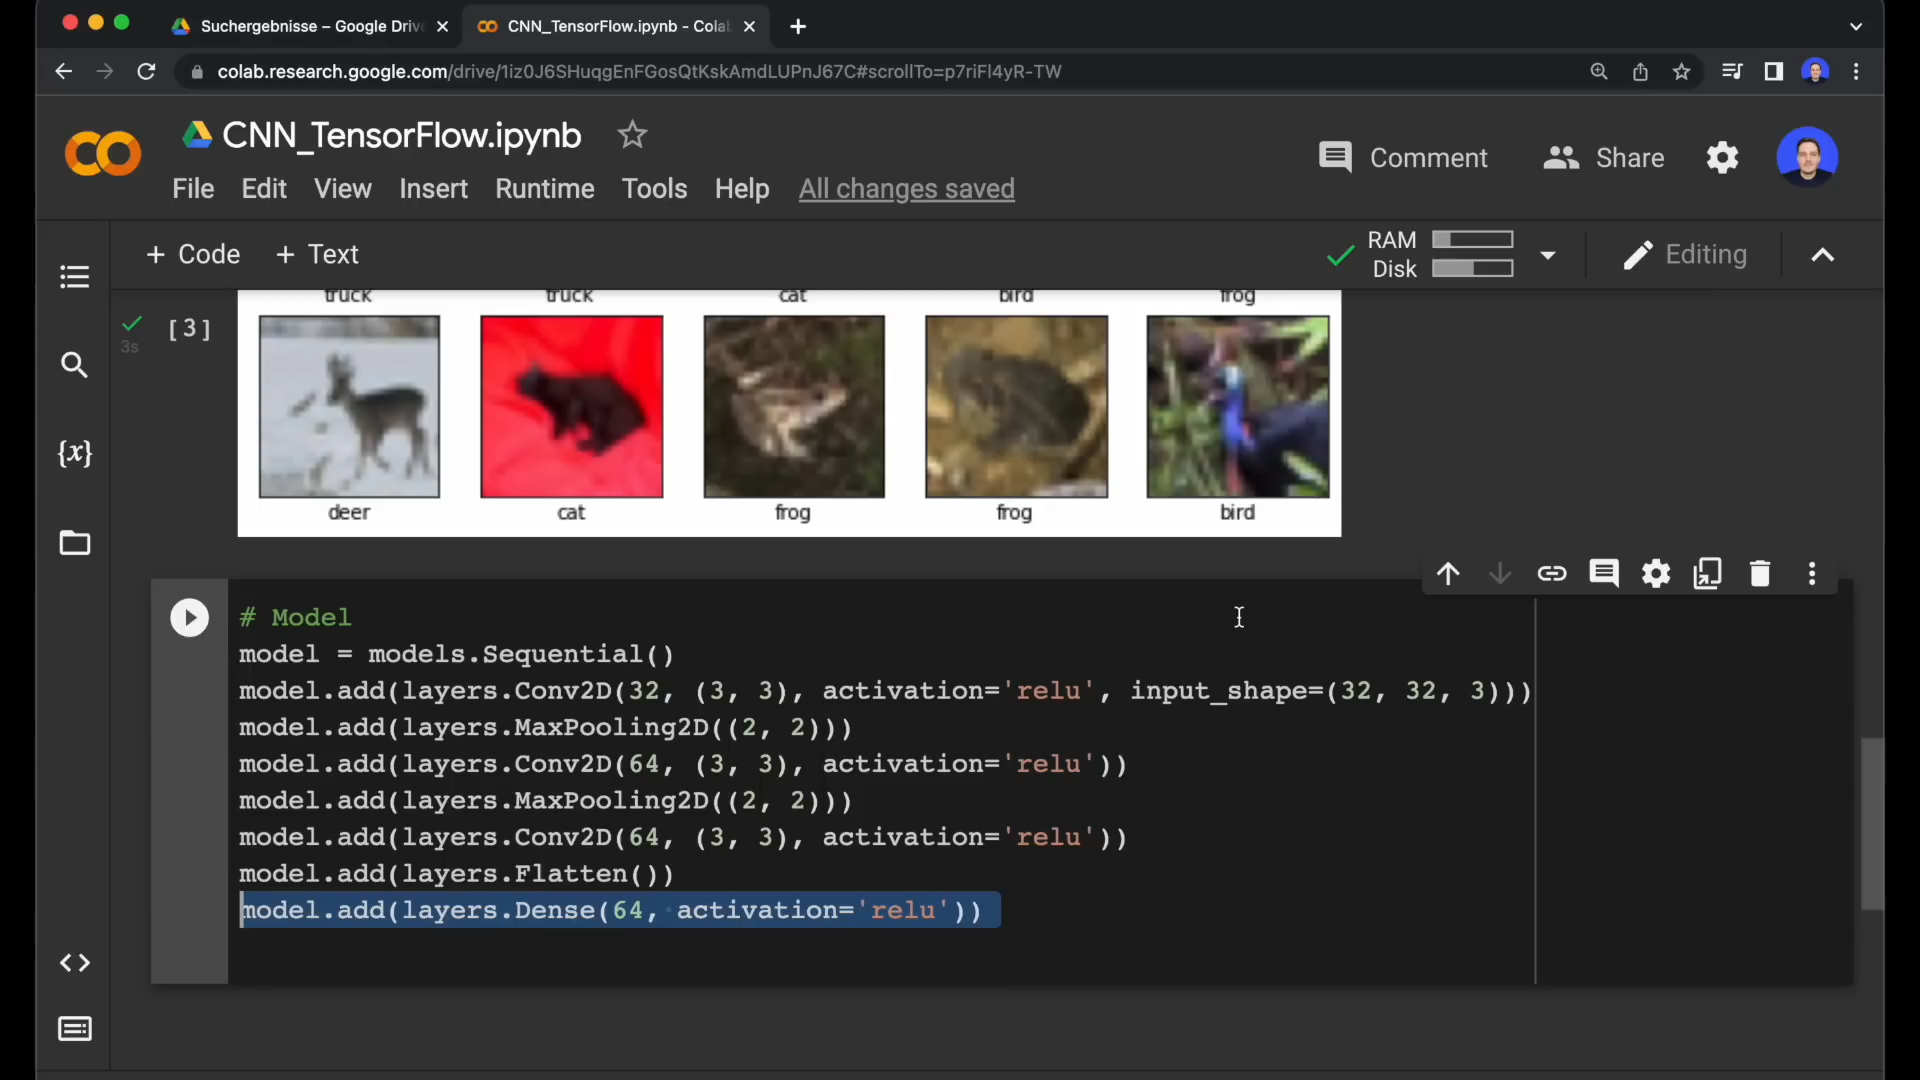 Suchergebnisse – Google Driv
CNN_TensorFlow.ipynb - Cola
colab.research.google.com/drive/1iz0J6SHuqgEnFGosQtKskAmdLUPnJ67C#scrollTo=p7riFl4yR-TW
CNN_TensorFlow.ipynb
Comment
Share
File Edit View Insert Runtime Tools Help All changes saved
+ Code + Text
RAM
Disk
Editing
truck truck cat bird frog
[3]
3s
deer cat frog frog bird
{x}
# Model
model = models.Sequential()
model.add(layers.Conv2D(32, (3, 3), activation='relu', input_shape=(32, 32, 3)))
model.add(layers.MaxPooling2D((2, 2)))
model.add(layers.Conv2D(64, (3, 3), activation='relu'))
model.add(layers.MaxPooling2D((2, 2)))
model.add(layers.Conv2D(64, (3, 3), activation='relu'))
model.add(layers.Flatten())
model.add(layers.Dense(64, activation='relu'))